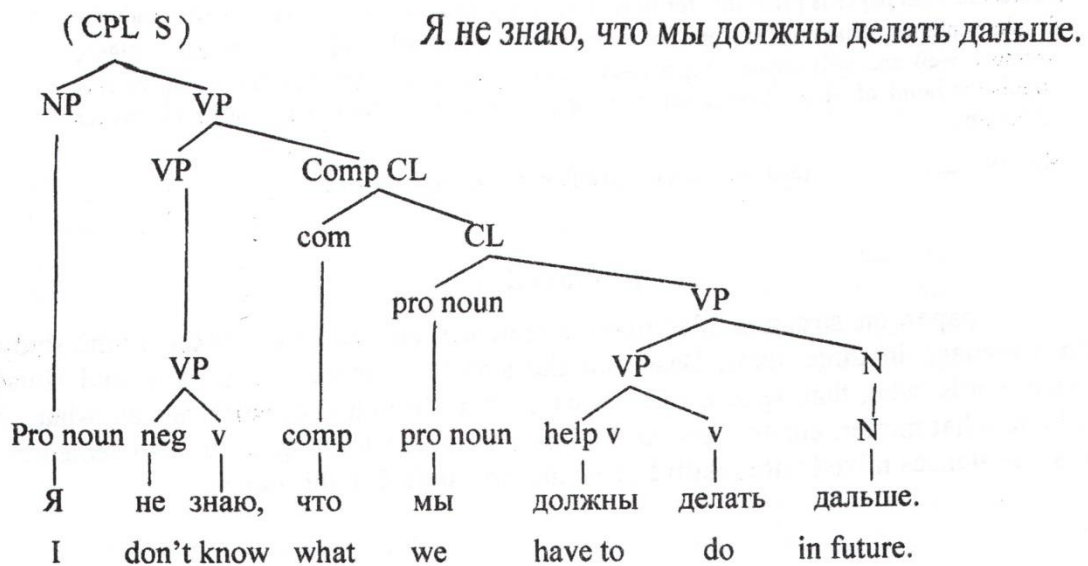 ( CPL S ) Я не знаю, что мы должны делать дальше.
NP VP
VP Comp CL
com CL
pro noun VP
VP VP N
Pro noun neg v comp pro noun help v v N
Я не знаю, что мы должны делать дальше.
I don't know what we have to do in future.